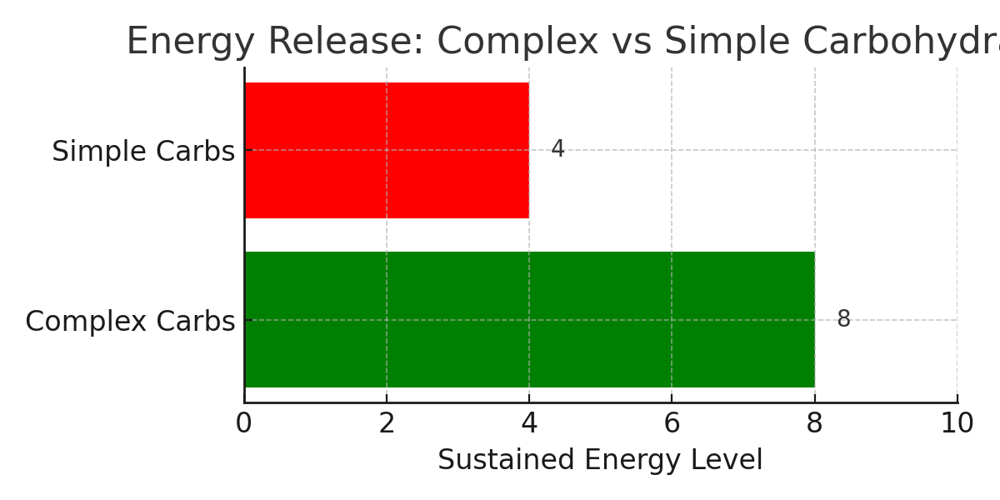 Energy Release: Complex vs Simple Carbohydra
Simple Carbs
4
Complex Carbs
8
0 2 4 6 8 10
Sustained Energy Level